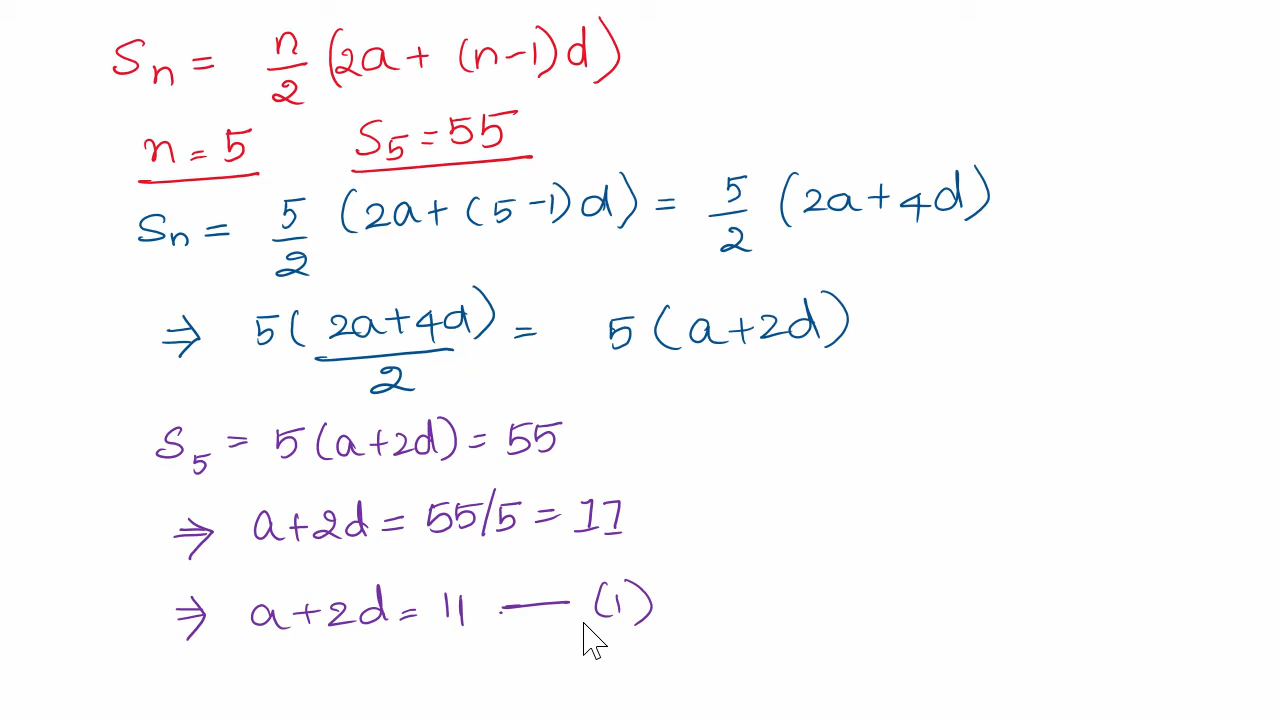 Sn = n/2 (2a + (n-1)d)
n = 5 S5 = 55
Sn = 5/2 (2a + (5-1)d) = 5/2 (2a + 4d)
⇒ 5( 2a+4d)/2 = 5 (a+2d)
S5 = 5(a+2d) = 55
⇒ a+2d = 55/5 = 11
⇒ a+2d = 11 — (1)